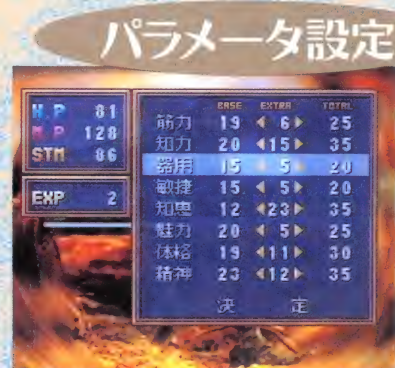 パラメータ設定
H.P 81
M.P 128
STM 86
EXP 2
BASE EXTRA TOTAL
筋力 19 ◀ 6▶ 25
知力 20 ◀15▶ 35
器用 15 ◀ 5▶ 20
敏捷 15 ◀ 5▶ 20
知恵 12 ◀23▶ 35
魅力 20 ◀ 5▶ 25
体格 19 ◀11▶ 30
精神 23 ◀12▶ 35
決 定